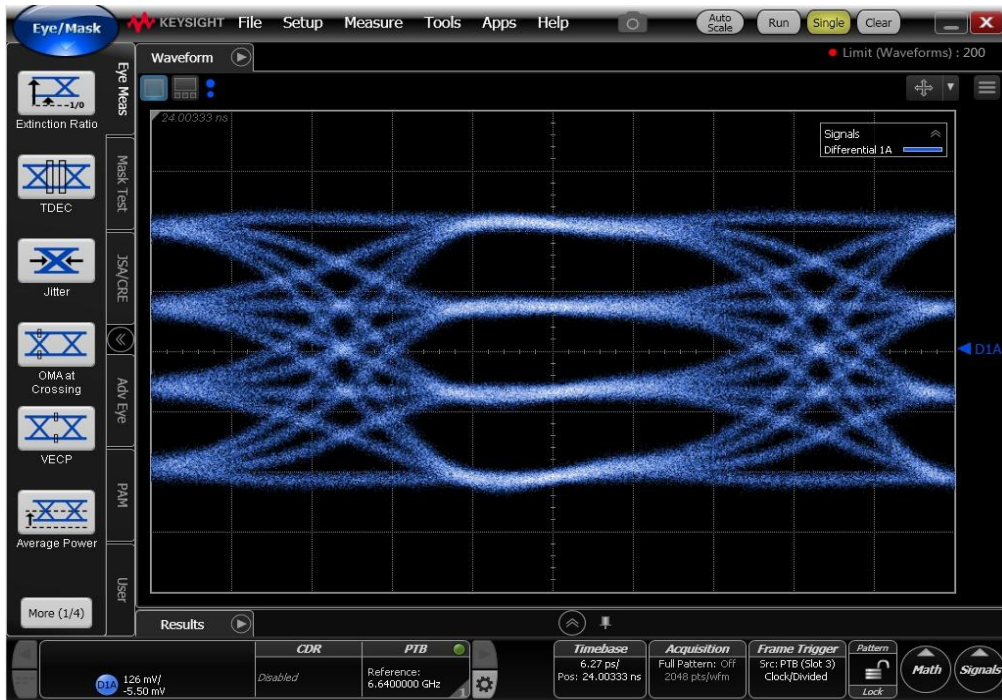 Eye/Mask
KEYSIGHT File Setup Measure Tools Apps Help
Auto Scale
Run
Single
Clear
X
Waveform
Limit (Waveforms) : 200
24.00333 ns
Signals
Differential 1A
D1A
1/0
Extinction Ratio
TDEC
Jitter
OMA at
Crossing
VECP
Average Power
More (1/4)
Eye Meas
Mask Test
JSA/CRE
Adv Eye
PAM
User
Results
D1A
126 mV/
-5.50 mV
CDR
Disabled
PTB
Reference:
6.6400000 GHz
1
Timebase
6.27 ps/
Pos: 24.00333 ns
Acquisition
Full Pattern: Off
2048 pts/wfm
Frame Trigger
Src: PTB (Slot 3)
Clock/Divided
Pattern
Lock
Math
Signals